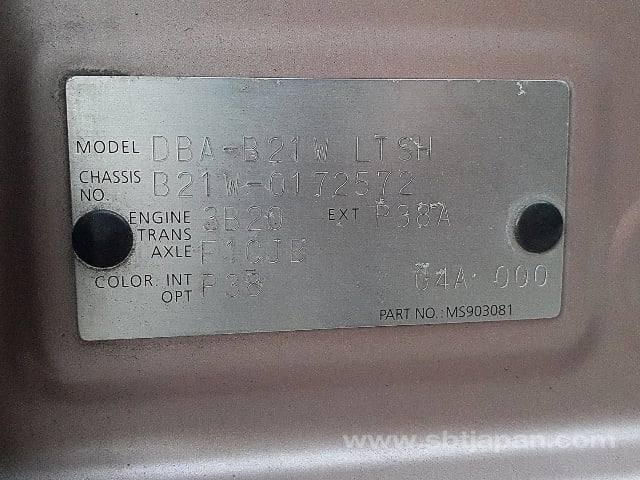 MODEL DBA-B21W LTSH
CHASSIS NO. B21W-0172572
ENGINE 3B20 EXT P38A
TRANS AXLE F1CJB
COLOR. INT OPT P38 C4A 000
PART NO.: MS903081
www.sbtjapan.com